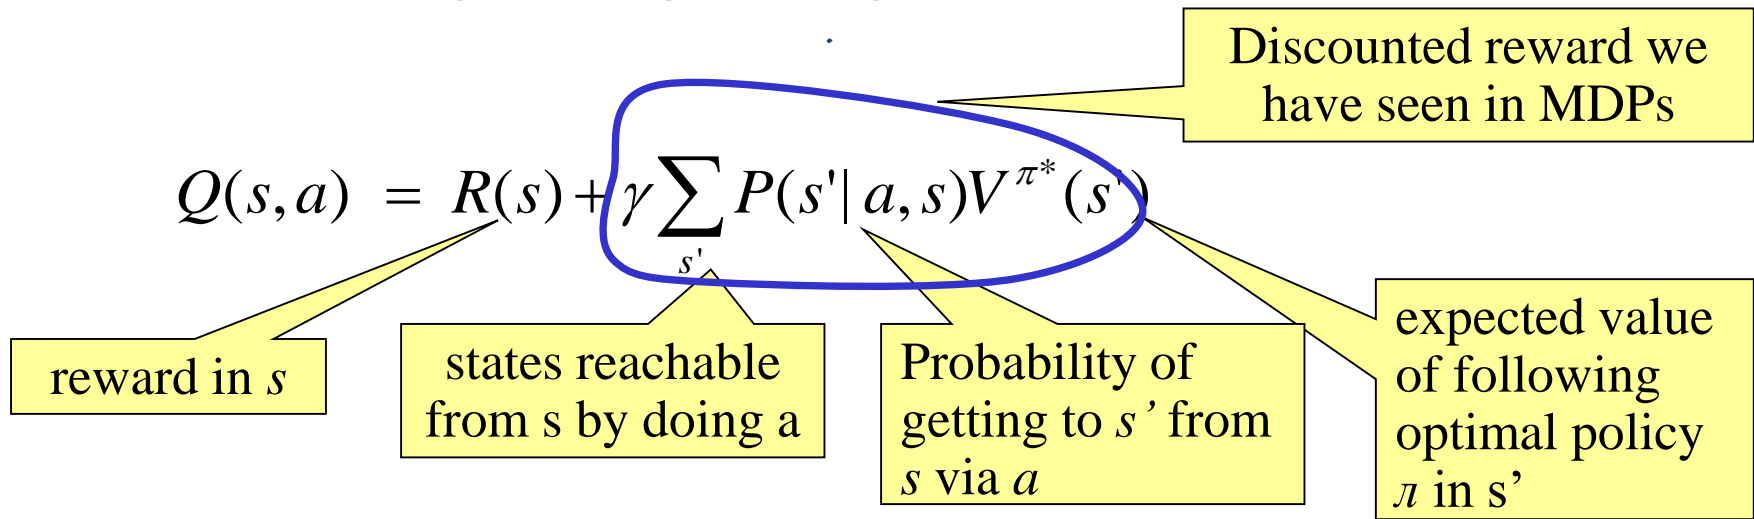 Discounted reward we
have seen in MDPs
Q(s,a) = R(s) + γ∑P(s'| a,s)V^π*(s')
s'
reward in s
states reachable
from s by doing a
Probability of
getting to s’ from
s via a
expected value
of following
optimal policy
л in s’